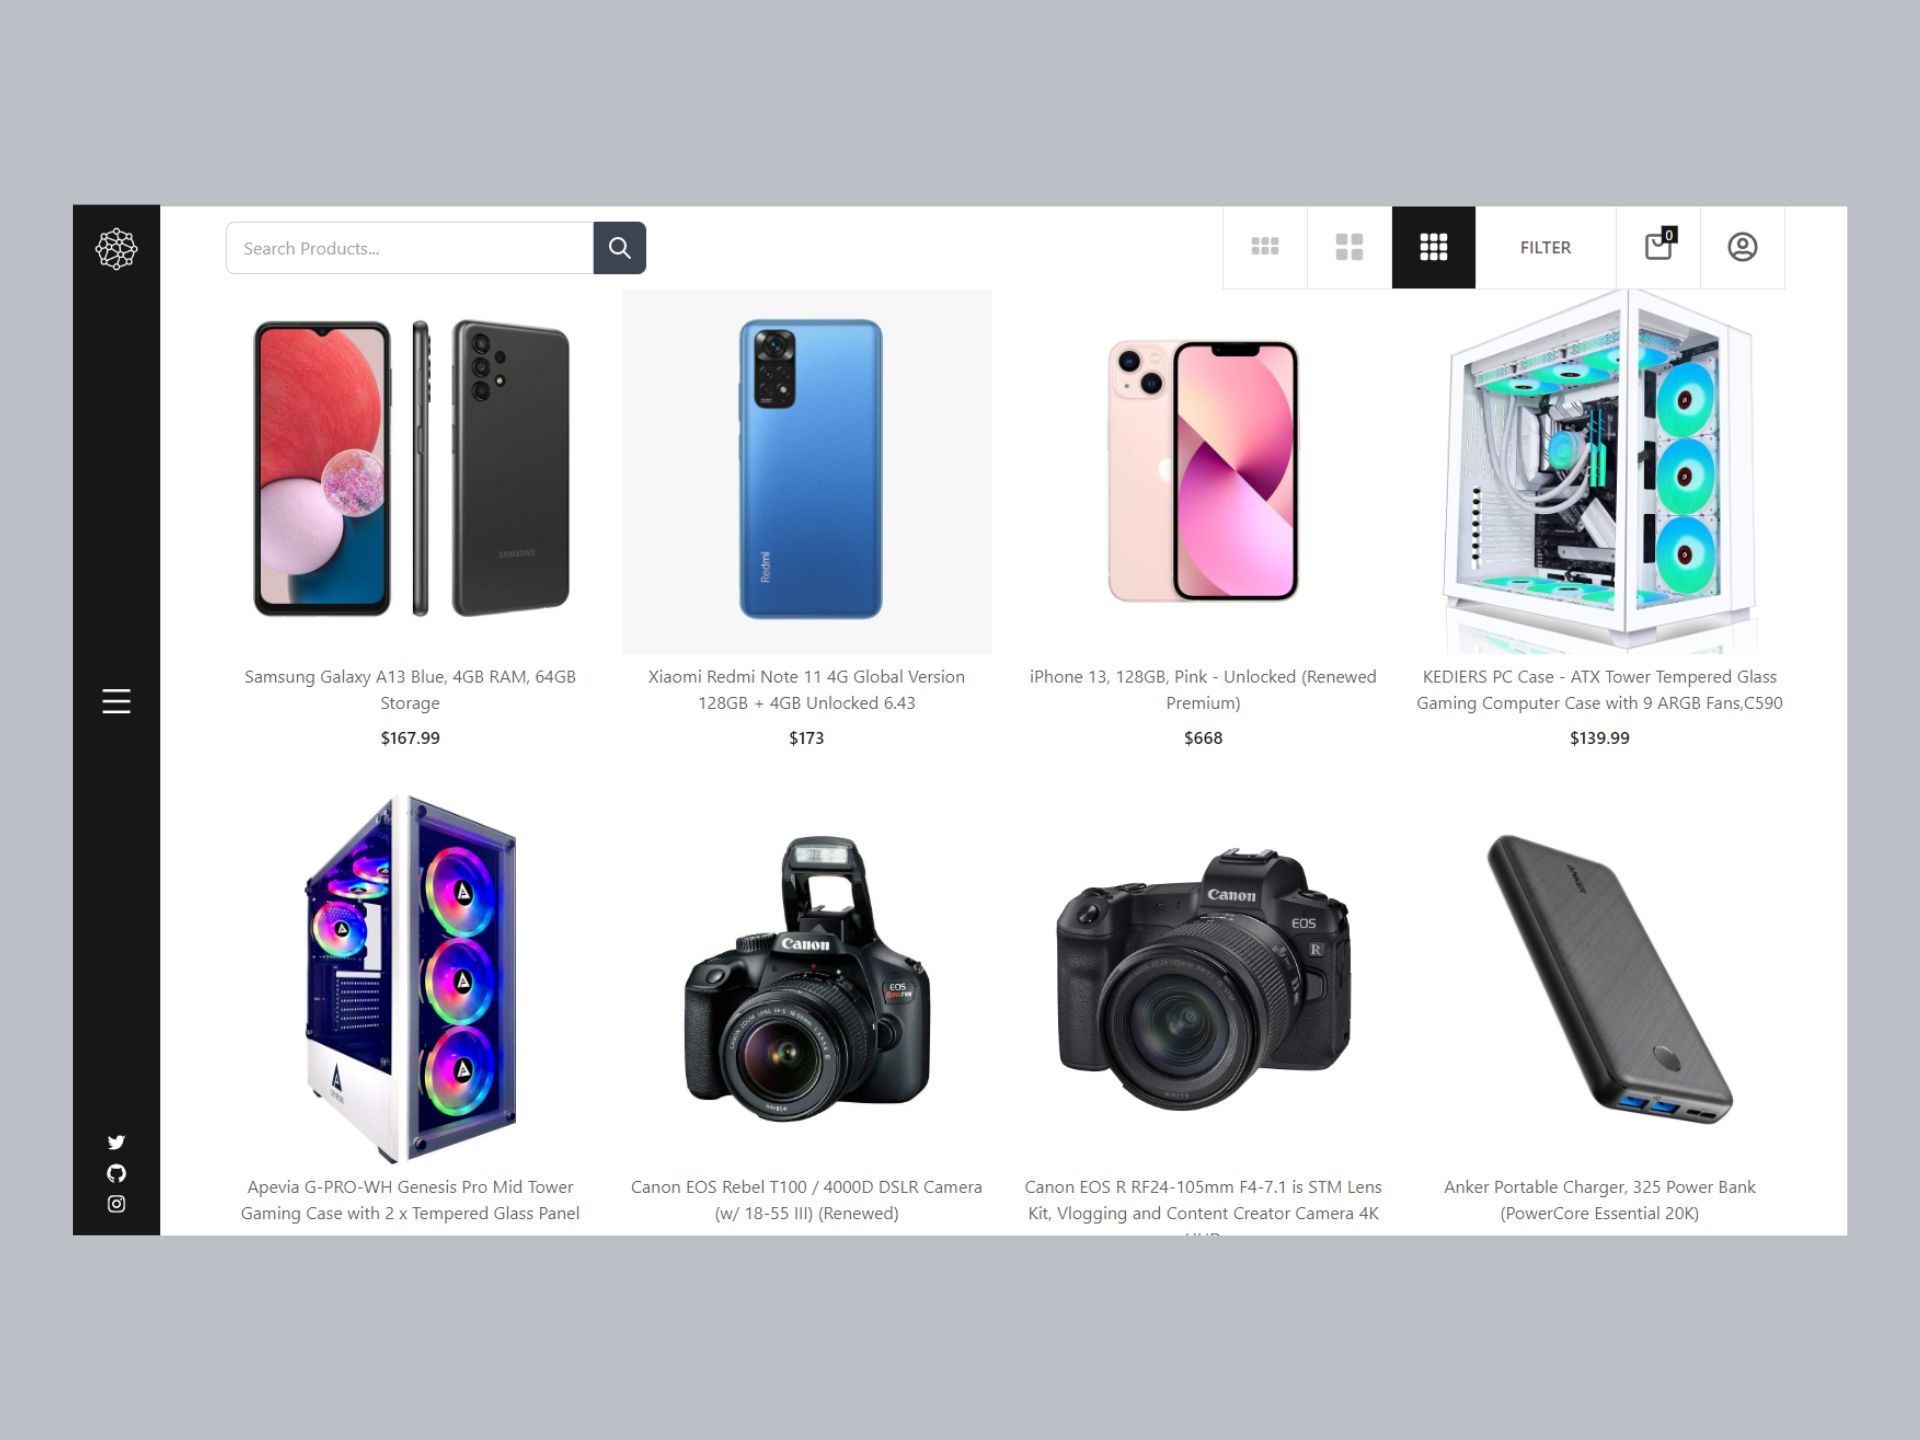 Search Products...
FILTER
0
SAMSUNG
Redmi
Samsung Galaxy A13 Blue, 4GB RAM, 64GB
Storage
$167.99
Xiaomi Redmi Note 11 4G Global Version
128GB + 4GB Unlocked 6.43
$173
iPhone 13, 128GB, Pink - Unlocked (Renewed
Premium)
$668
KEDIERS PC Case - ATX Tower Tempered Glass
Gaming Computer Case with 9 ARGB Fans,C590
$139.99
Canon
EOS
Canon
EOS
R
ANKER
Apevia G-PRO-WH Genesis Pro Mid Tower
Gaming Case with 2 x Tempered Glass Panel
Canon EOS Rebel T100 / 4000D DSLR Camera
(w/ 18-55 III) (Renewed)
Canon EOS R RF24-105mm F4-7.1 is STM Lens
Kit, Vlogging and Content Creator Camera 4K
Anker Portable Charger, 325 Power Bank
(PowerCore Essential 20K)